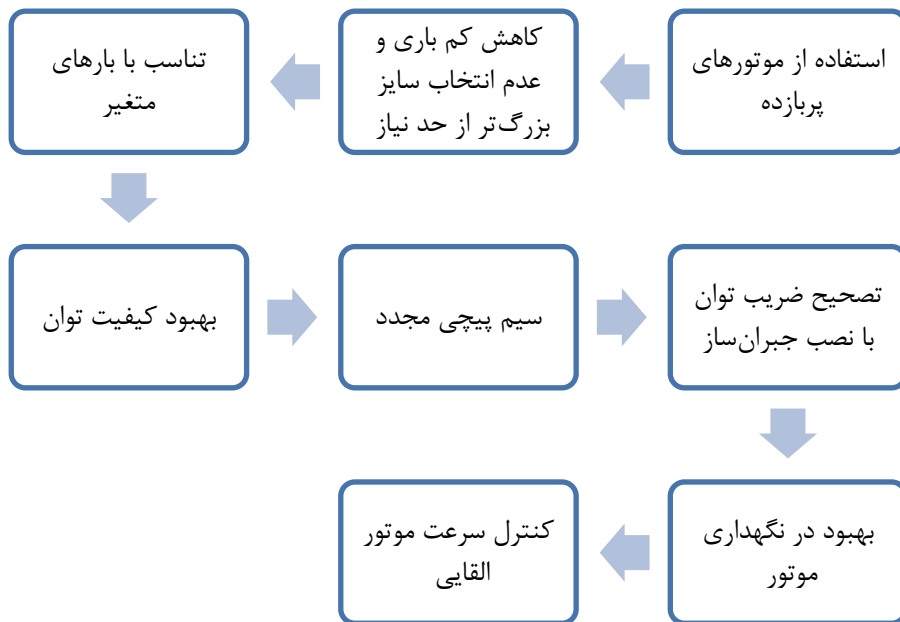 استفاده از موتورهای
پربازده
کاهش کم باری و
عدم انتخاب سایز
بزرگ‌تر از حد نیاز
تناسب با بارهای
متغیر
بهبود کیفیت توان
سیم پیچی مجدد
تصحیح ضریب توان
با نصب جبران‌ساز
بهبود در نگهداری
موتور
کنترل سرعت موتور
القایی